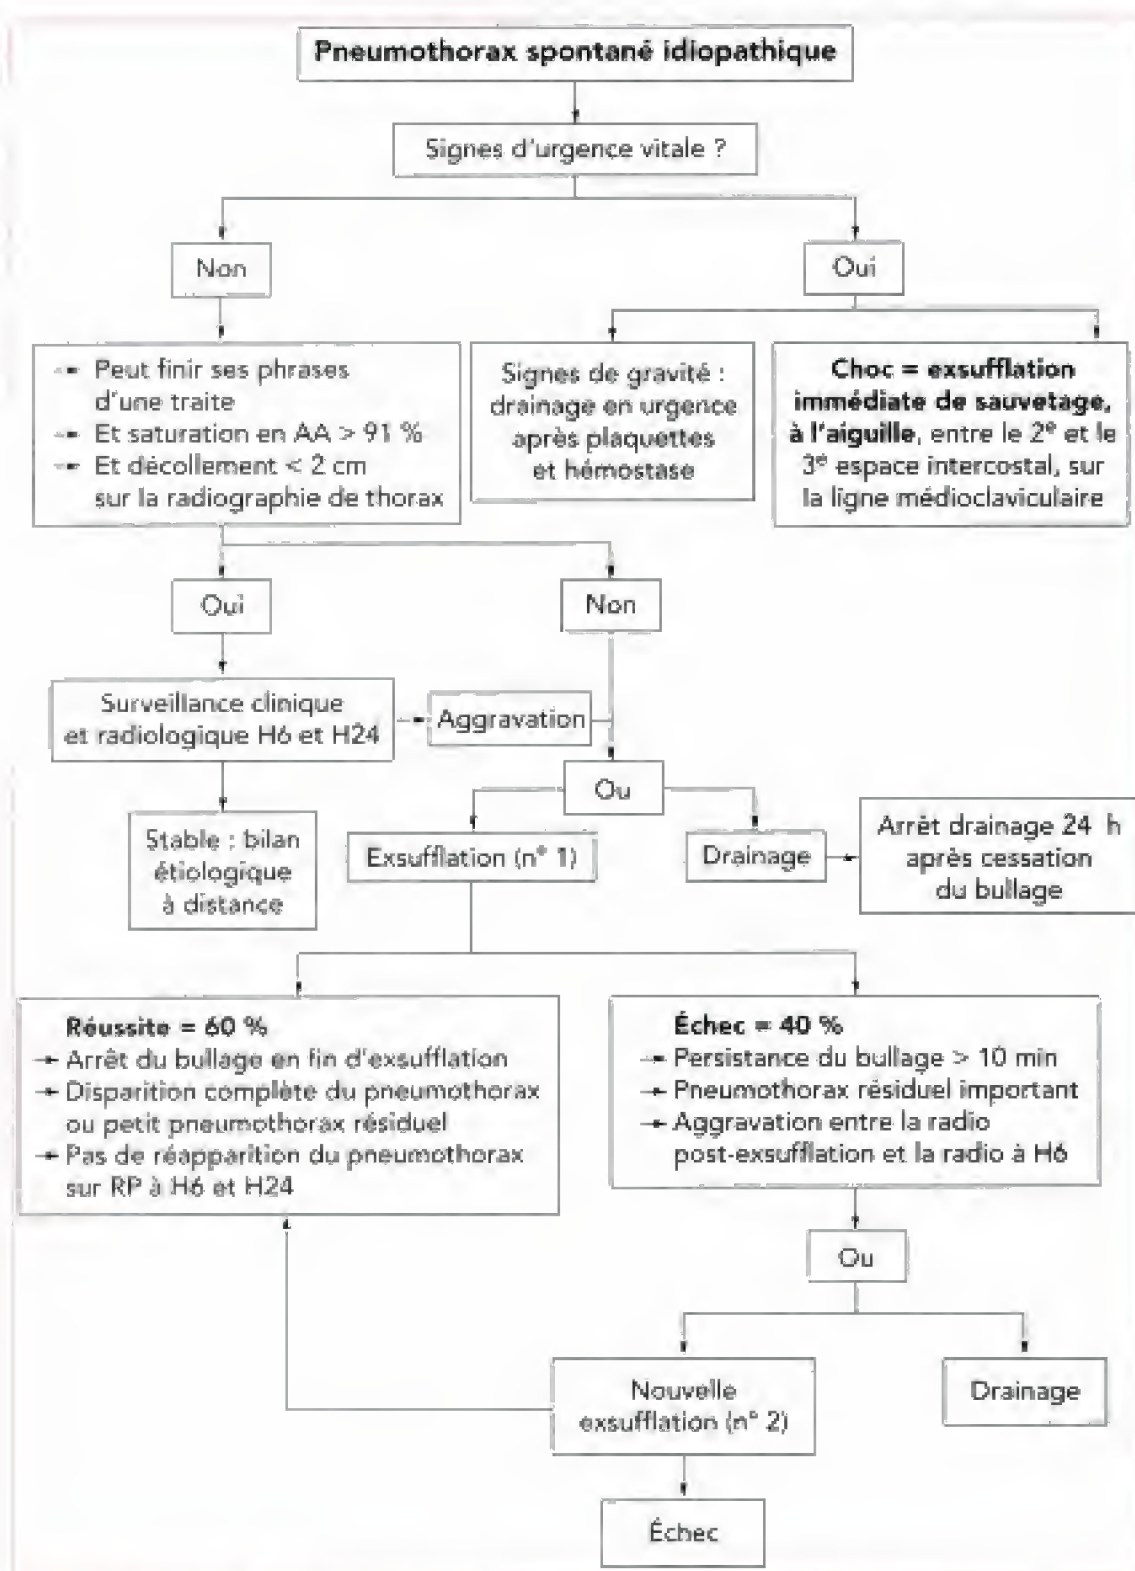 Pneumothorax spontané idiopathique
Signes d'urgence vitale ?
Non
Oui
→ Peut finir ses phrases
d'une traite
→ Et saturation en AA > 91 %
→ Et décollement < 2 cm
sur la radiographie de thorax
Signes de gravité :
drainage en urgence
après plaquettes
et hémostase
Choc = exsufflation
immédiate de sauvetage,
à l'aiguille, entre le 2e et le
3e espace intercostal, sur
la ligne médioclaviculaire
Oui
Non
Surveillance clinique
et radiologique H6 et H24
Aggravation
Ou
Stable : bilan
étiologique
à distance
Exsufflation (n° 1)
Drainage
Arrêt drainage 24 h
après cessation
du bullage
Réussite = 60 %
→ Arrêt du bullage en fin d'exsufflation
→ Disparition complète du pneumothorax
ou petit pneumothorax résiduel
→ Pas de réapparition du pneumothorax
sur RP à H6 et H24
Échec = 40 %
→ Persistance du bullage > 10 min
→ Pneumothorax résiduel important
→ Aggravation entre la radio
post-exsufflation et la radio à H6
Ou
Nouvelle
exsufflation (n° 2)
Drainage
Échec